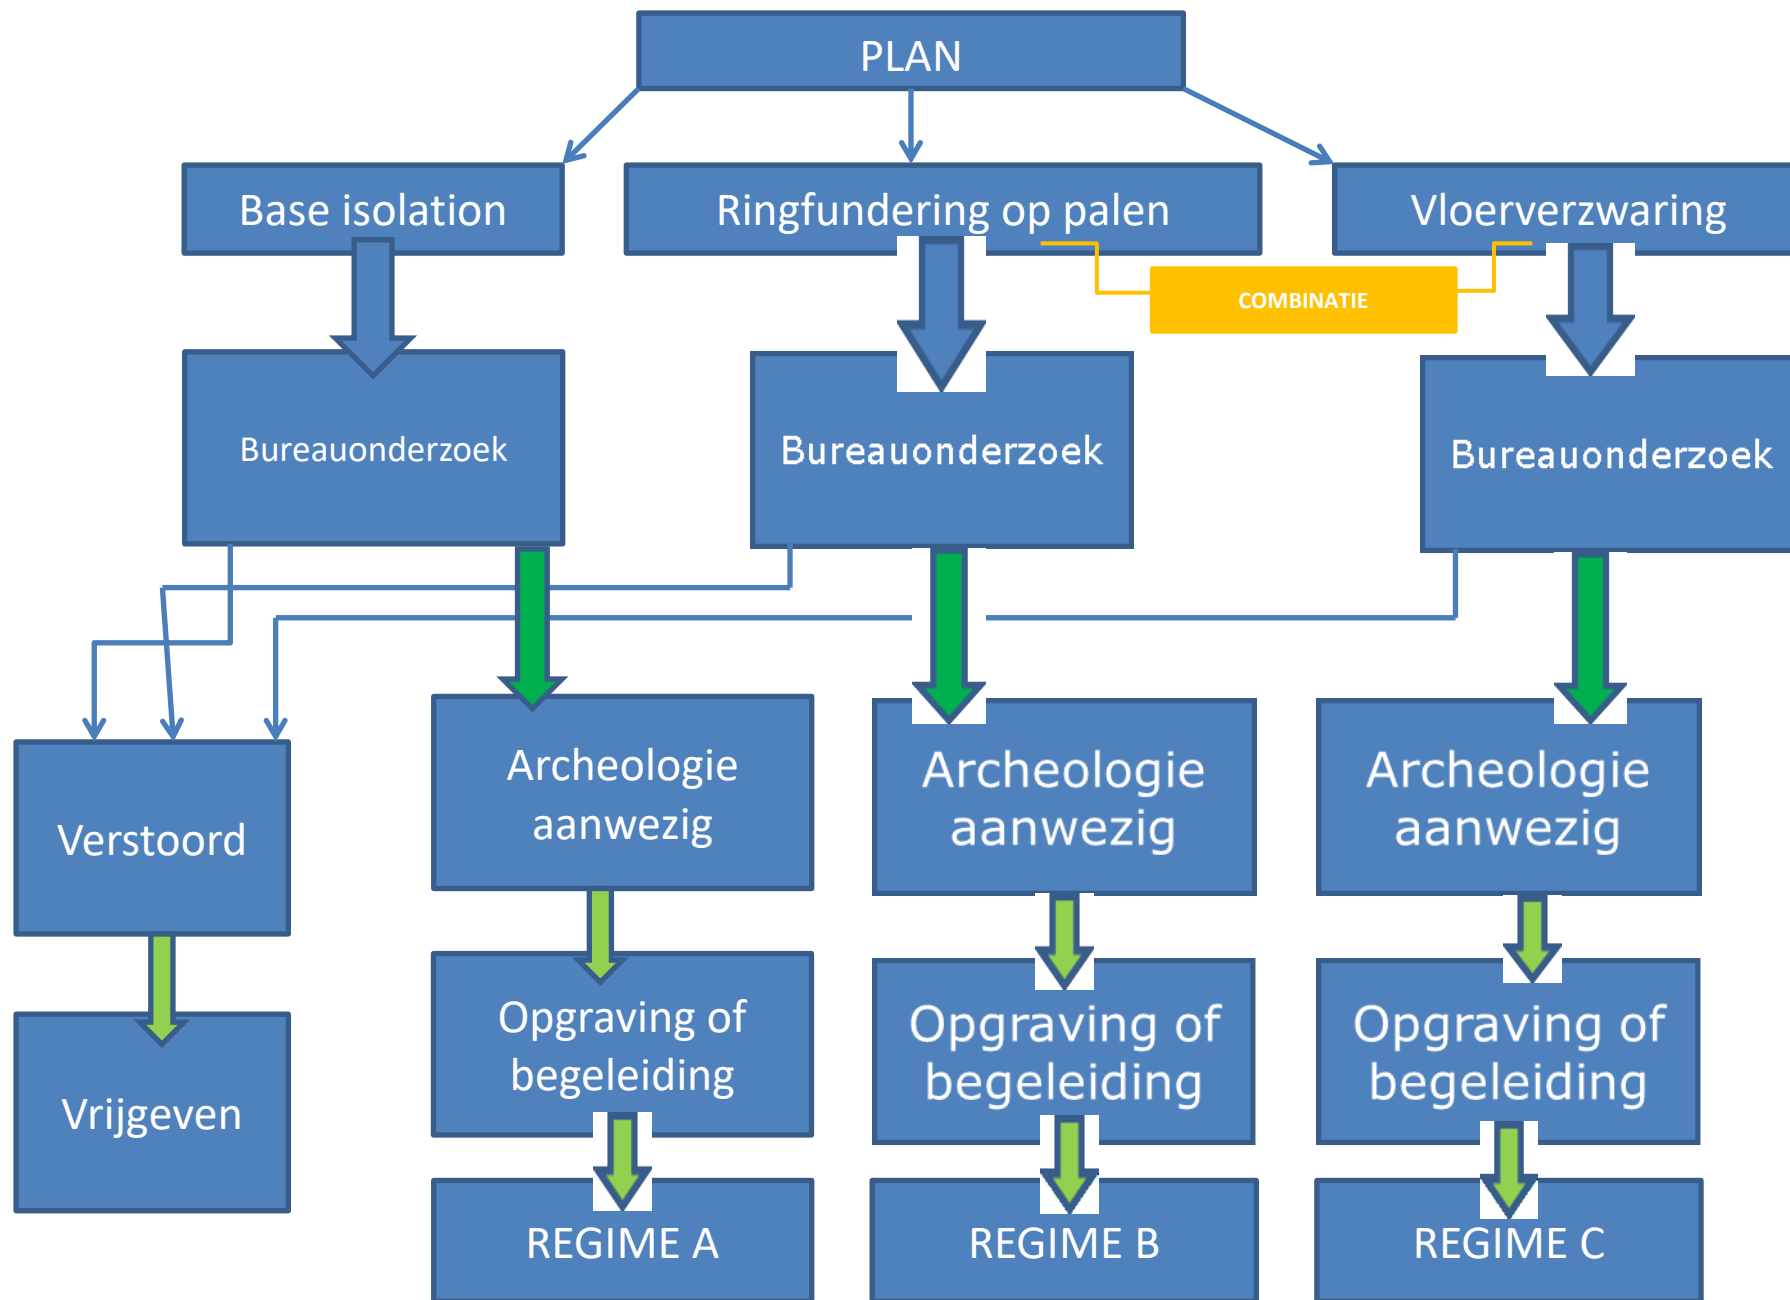 PLAN
Base isolation
Ringfundering op palen
Vloerverzwaring
COMBINATIE
Bureauonderzoek
Bureauonderzoek
Bureauonderzoek
Verstoord
Archeologie
aanwezig
Archeologie
aanwezig
Archeologie
aanwezig
Vrijgeven
Opgraving of
begeleiding
Opgraving of
begeleiding
Opgraving of
begeleiding
REGIME A
REGIME B
REGIME C